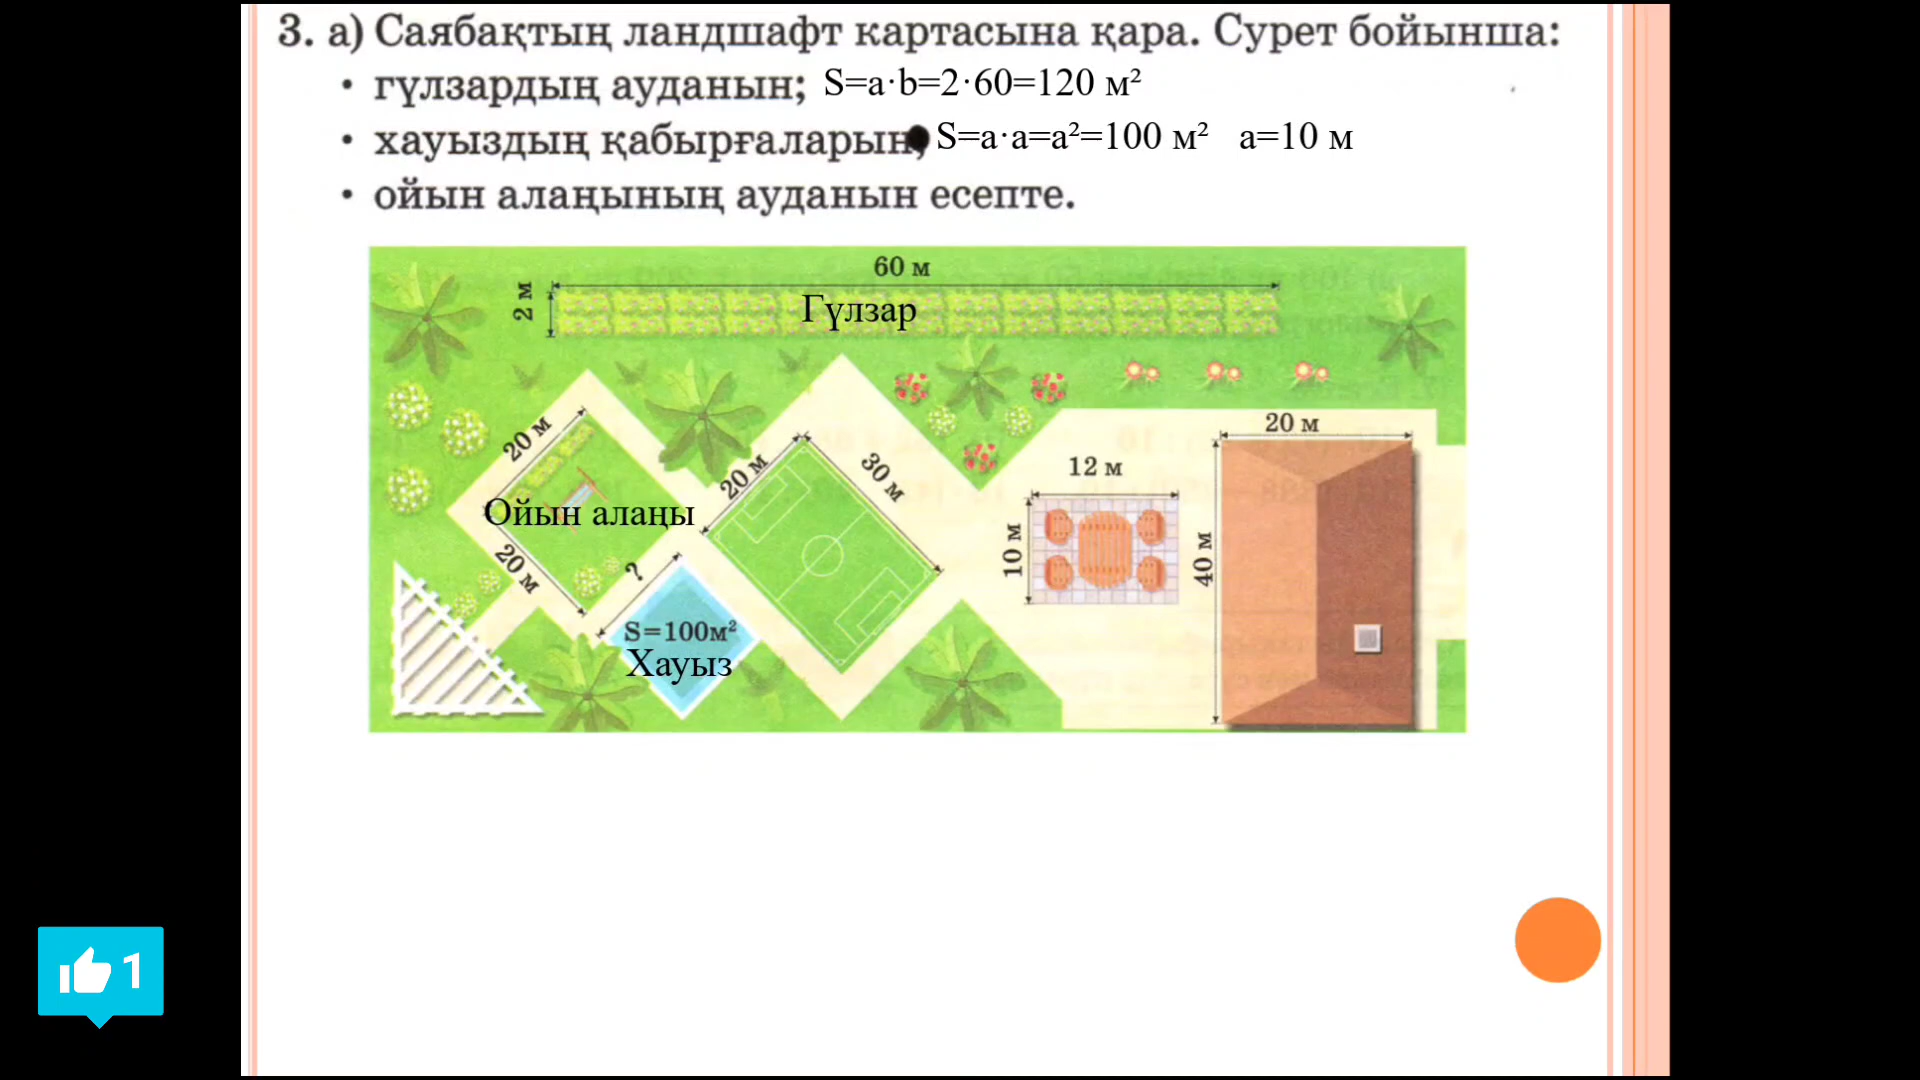 3. а) Саябақтың ландшафт картасына қара. Сурет бойынша:
• гүлзардың ауданын; S=a·b=2·60=120 м²
• хауыздың қабырғаларын; S=a·a=a²=100 м² a=10 м
• ойын алаңының ауданын есепте.
60 м
2 м
Гүлзар
20 м
20 м
30 м
20 м
12 м
Ойын алаңы
20 м
?
10 м
40 м
S=100м²
Хауыз
1